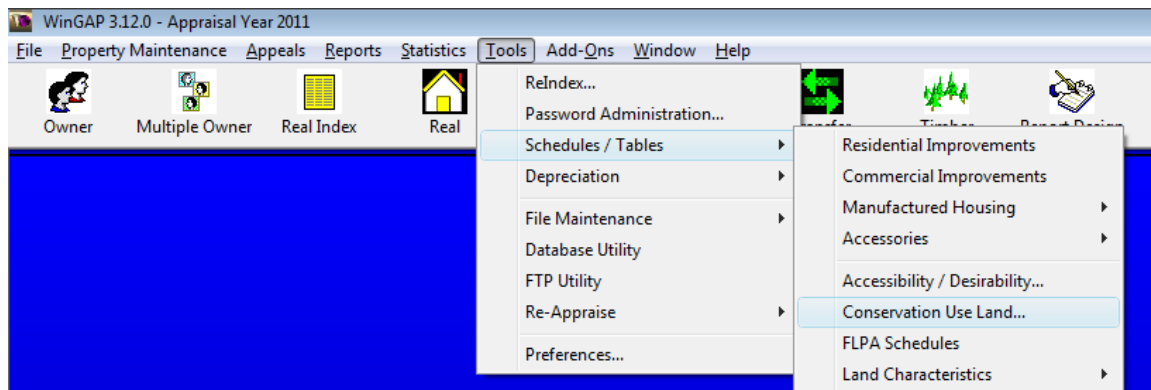 WinGAP 3.12.0 - Appraisal Year 2011
File Property Maintenance Appeals Reports Statistics Tools Add-Ons Window Help
Owner Multiple Owner Real Index Real
ReIndex...
Password Administration...
Schedules / Tables
Depreciation
File Maintenance
Database Utility
FTP Utility
Re-Appraise
Preferences...
Residential Improvements
Commercial Improvements
Manufactured Housing
Accessories
Accessibility / Desirability...
Conservation Use Land...
FLPA Schedules
Land Characteristics